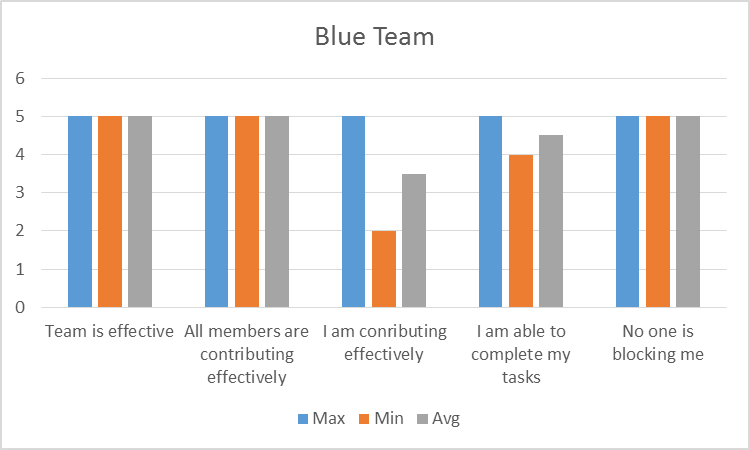 Blue Team
6
5
4
3
2
1
0
Team is effective
All members are
contributing
effectively
I am conributing
effectively
I am able to
complete my
tasks
No one is
blocking me
Max Min Avg